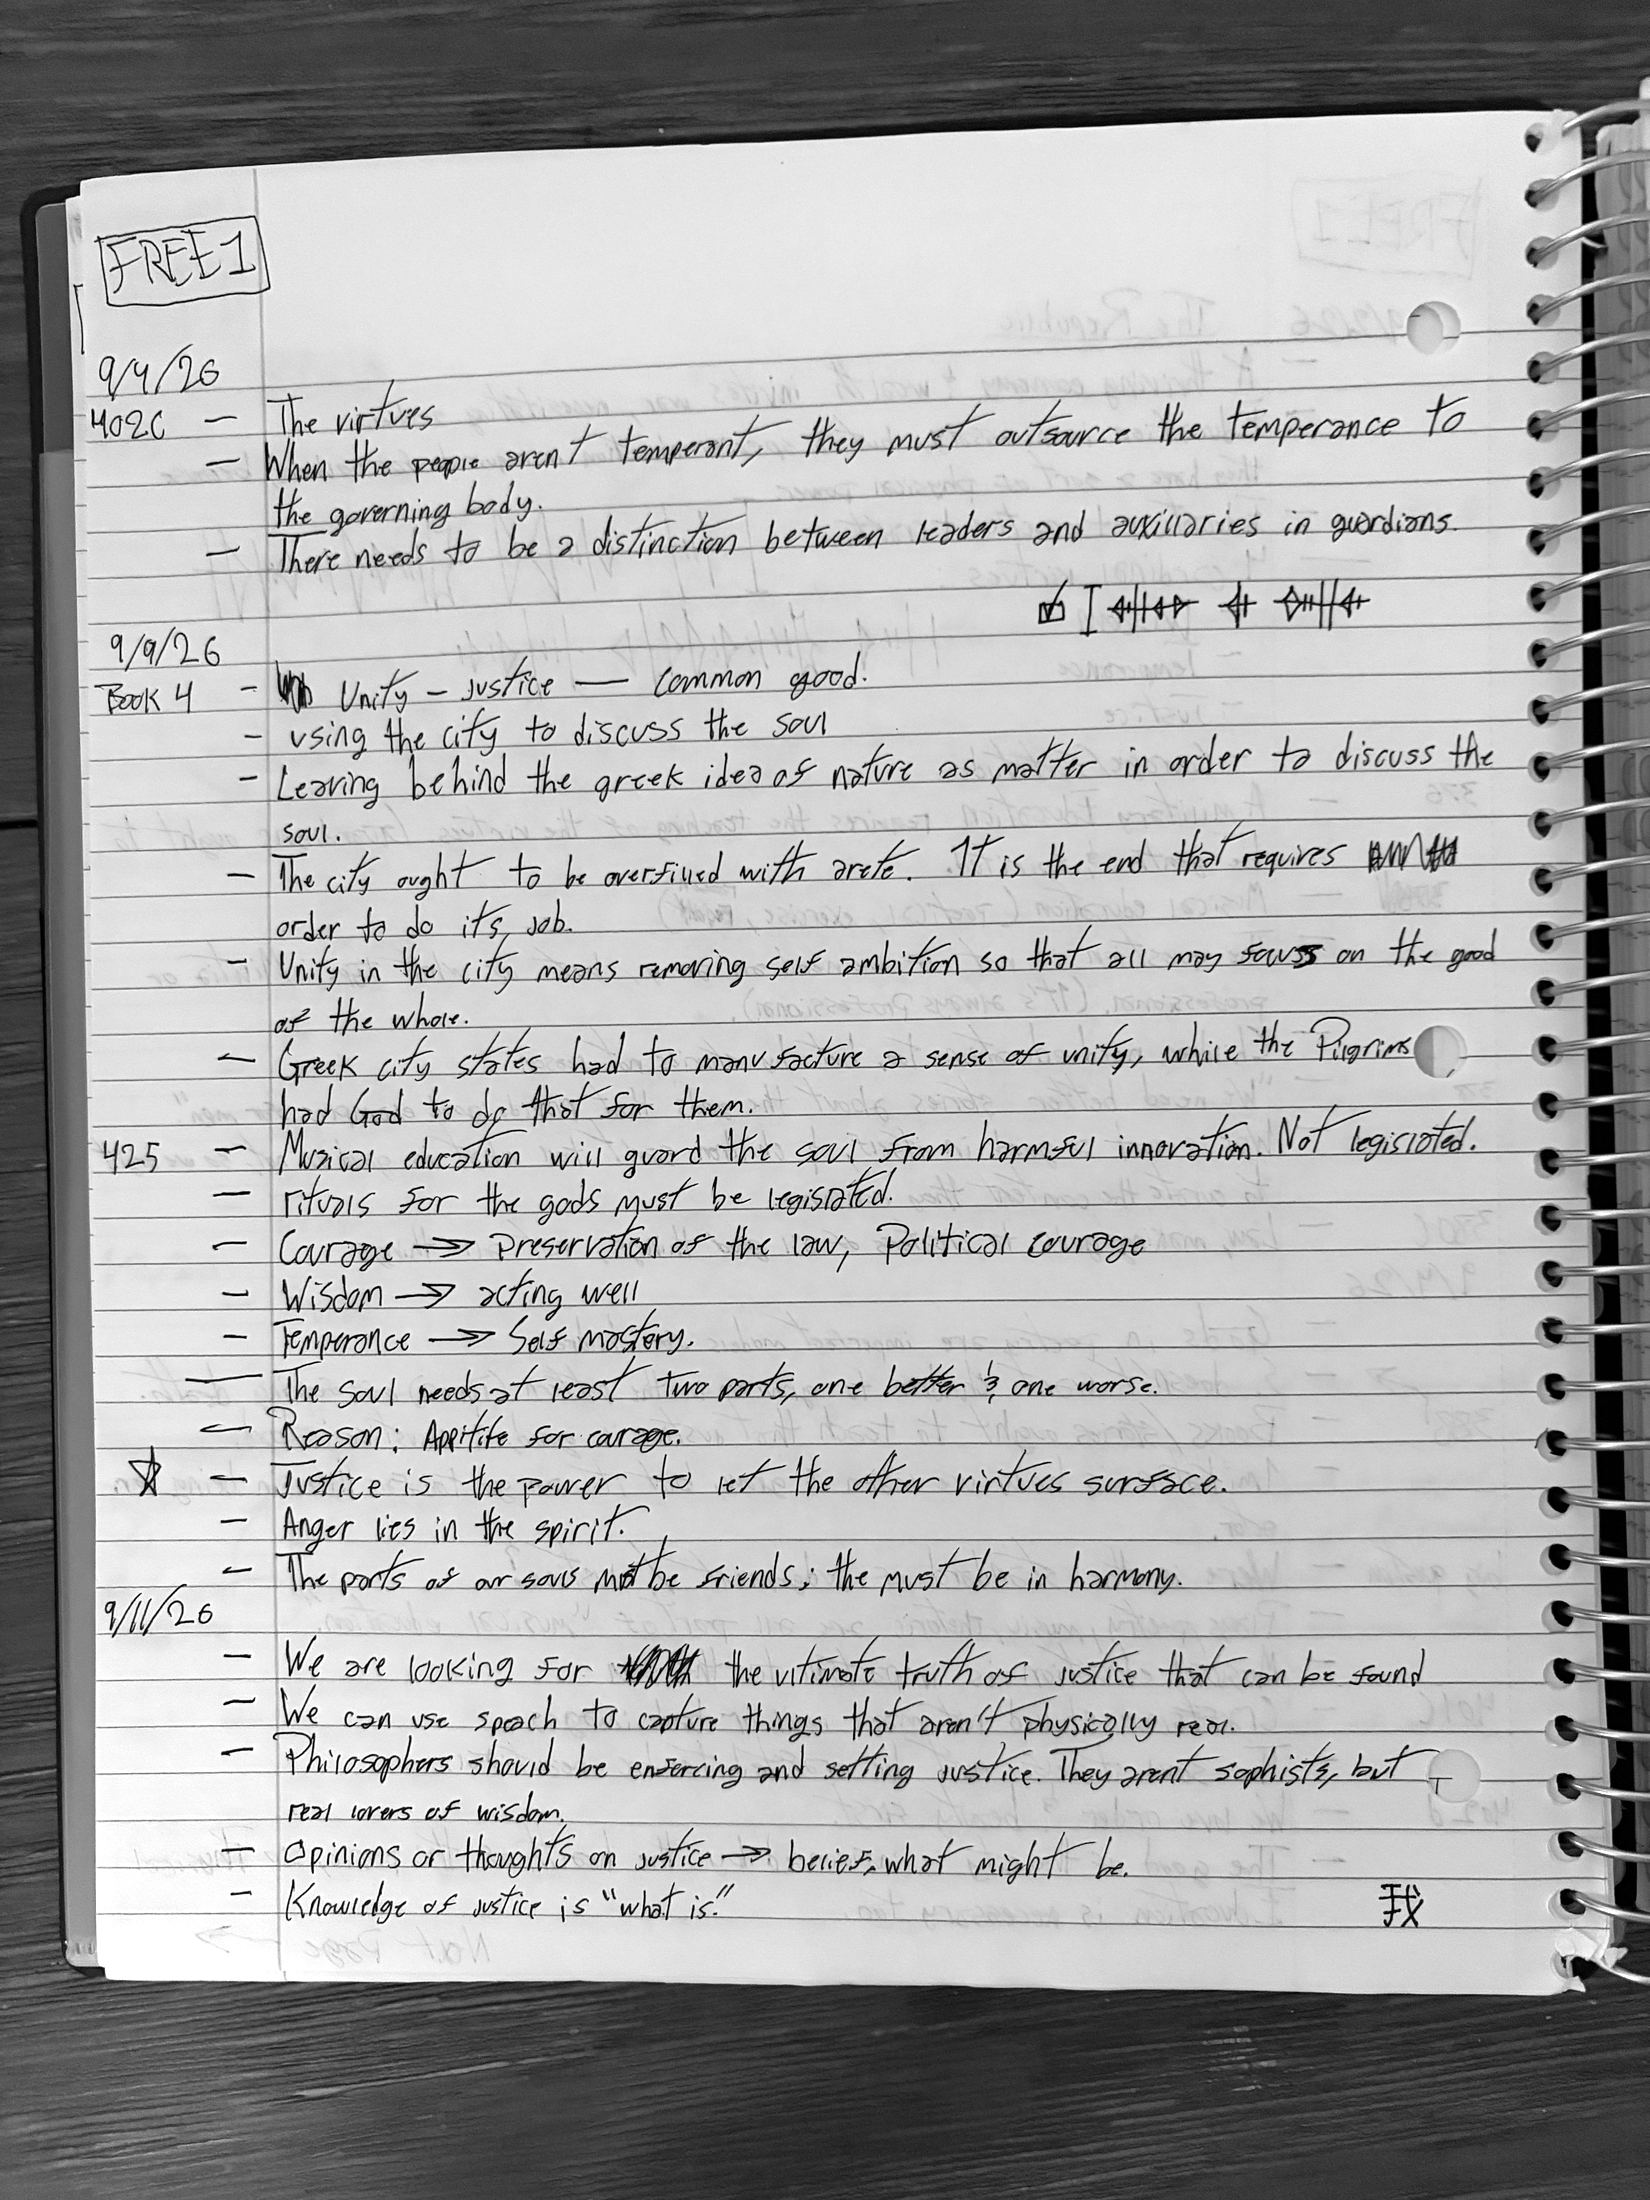 FREE1
9/4/26
402C — The virtues
— When the people aren't temperant, they must outsource the temperance to
the governing body.
— There needs to be a distinction between leaders and auxillaries in guardians.
9/9/26
Book 4 - Unity - justice — common good.
- using the city to discuss the soul
- Leaving behind the greek idea of nature as matter in order to discuss the
soul.
— The city ought to be overfilled with arete. It is the end that requires
order to do it's job.
- Unity in the city means removing self ambition so that all may focus on the good
of the whole.
— Greek city states had to manufacture a sense of unity, while the Pilgrims
had God to do that for them.
425 — Musical education will guard the soul from harmful innovation. Not legislated.
— rituals for the gods must be legislated.
— Courage → Preservation of the law, Political courage
— Wisdom → acting well
— Temperance → Self mastery.
— The soul needs at least two parts, one better & one worse.
— Reason: Appitite for courage.
☆ — Justice is the power to let the other virtues surface.
— Anger lies in the spirit.
— The parts of our souls must be friends; the must be in harmony.
9/11/26
— We are looking for the ultimate truth of justice that can be found
— We can use speach to capture things that aren't physically real.
— Philosophers should be enforcing and setting justice. They arent sophists, but
real lovers of wisdom.
— Opinions or thoughts on justice → belief, what might be.
- Knowledge of justice is "what is."
我